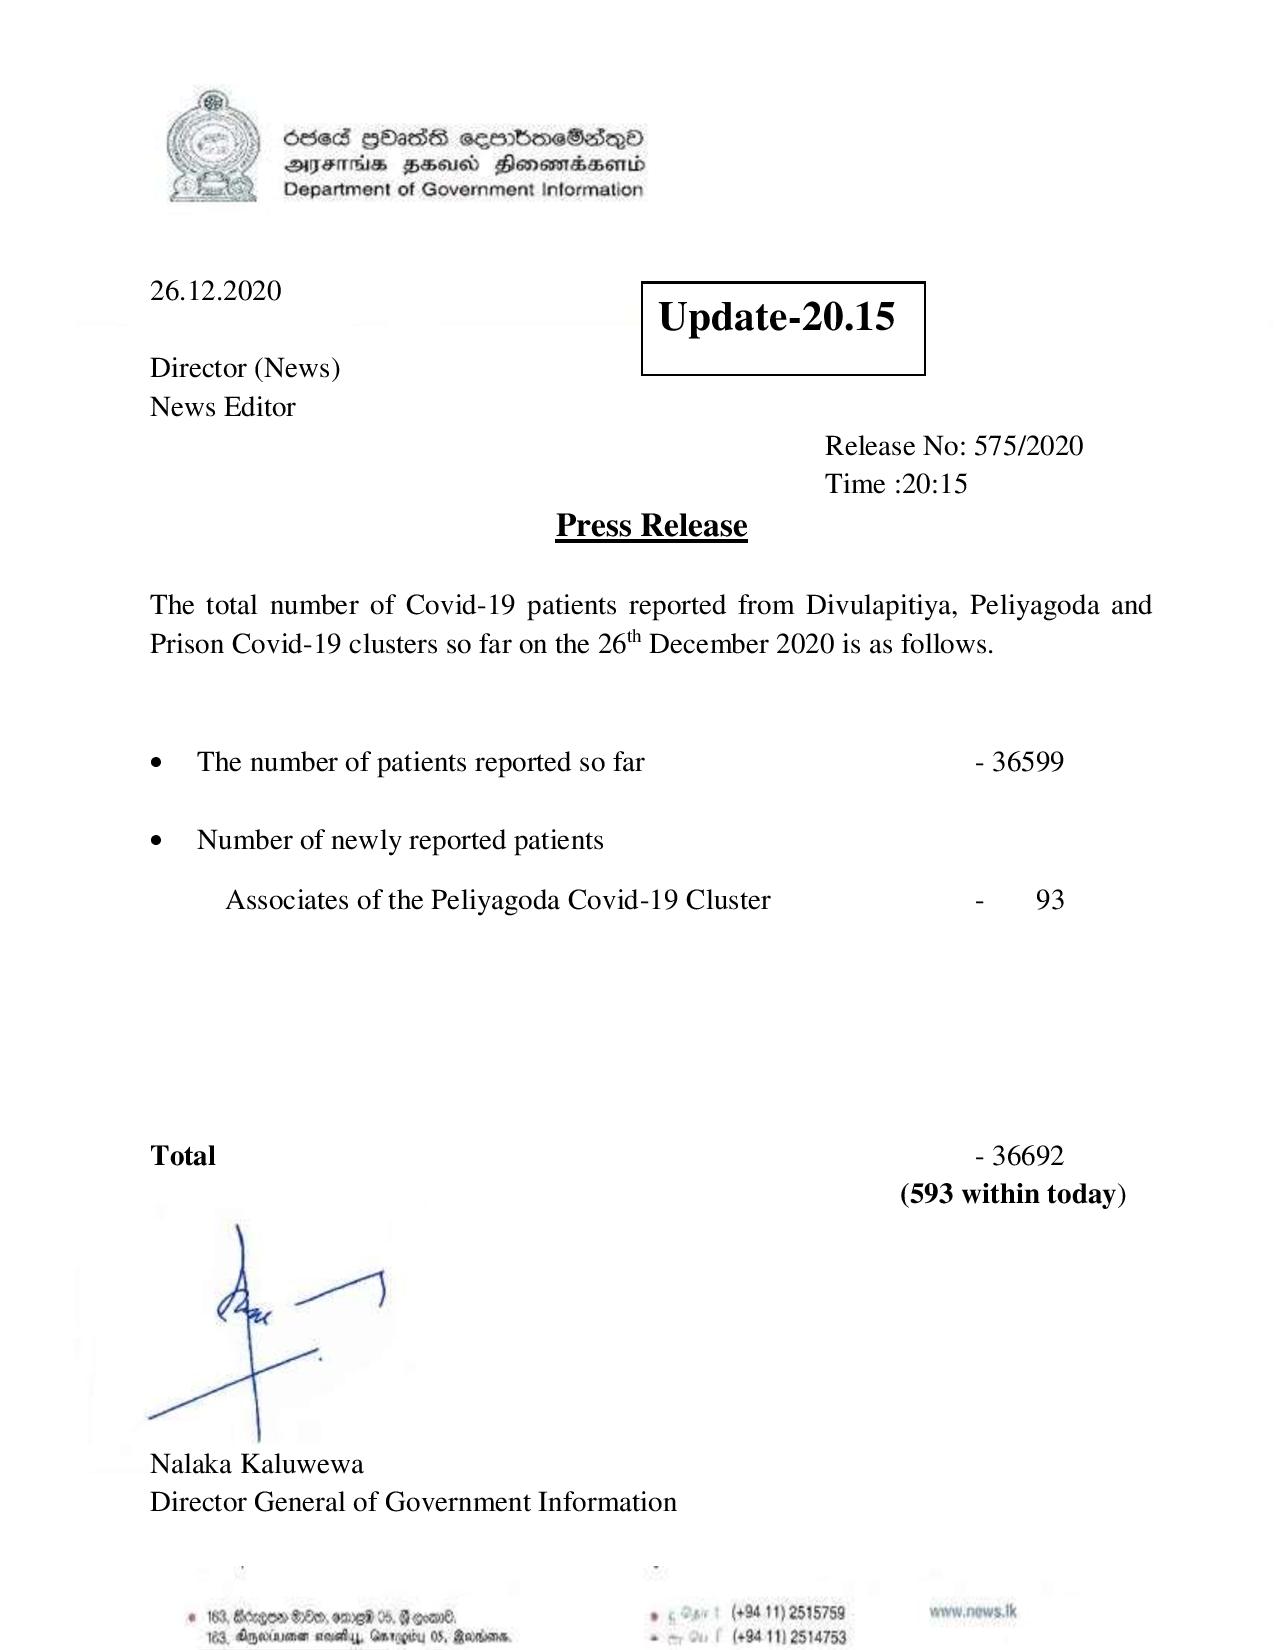 රජයේ ප්‍රවෘත්ති දෙපාර්තමේන්තුව
அரசாங்க தகவல் திணைக்களம்
Department of Government Information
26.12.2020
Update-20.15
Director (News)
News Editor
Release No: 575/2020
Time :20:15
Press Release
The total number of Covid-19 patients reported from Divulapitiya, Peliyagoda and
Prison Covid-19 clusters so far on the 26th December 2020 is as follows.
• The number of patients reported so far - 36599
• Number of newly reported patients
Associates of the Peliyagoda Covid-19 Cluster - 93
Total - 36692
(593 within today)
Nalaka Kaluwewa
Director General of Government Information
163, කිරුලපන මාවත, කොළඹ 05, ශ්‍රී ලංකාව.
(+94 11) 2515759
www.news.lk
163, கிருலப்பனை எவனியூ, கொழும்பு 05, இலங்கை.
(+94 11) 2514753